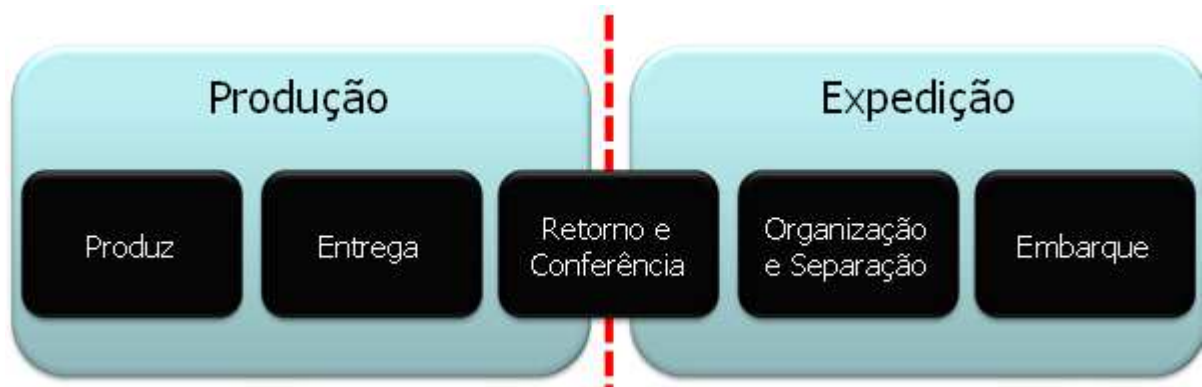 Produção
Expedição
Produz
Entrega
Retorno e
Conferência
Organização
e Separação
Embarque